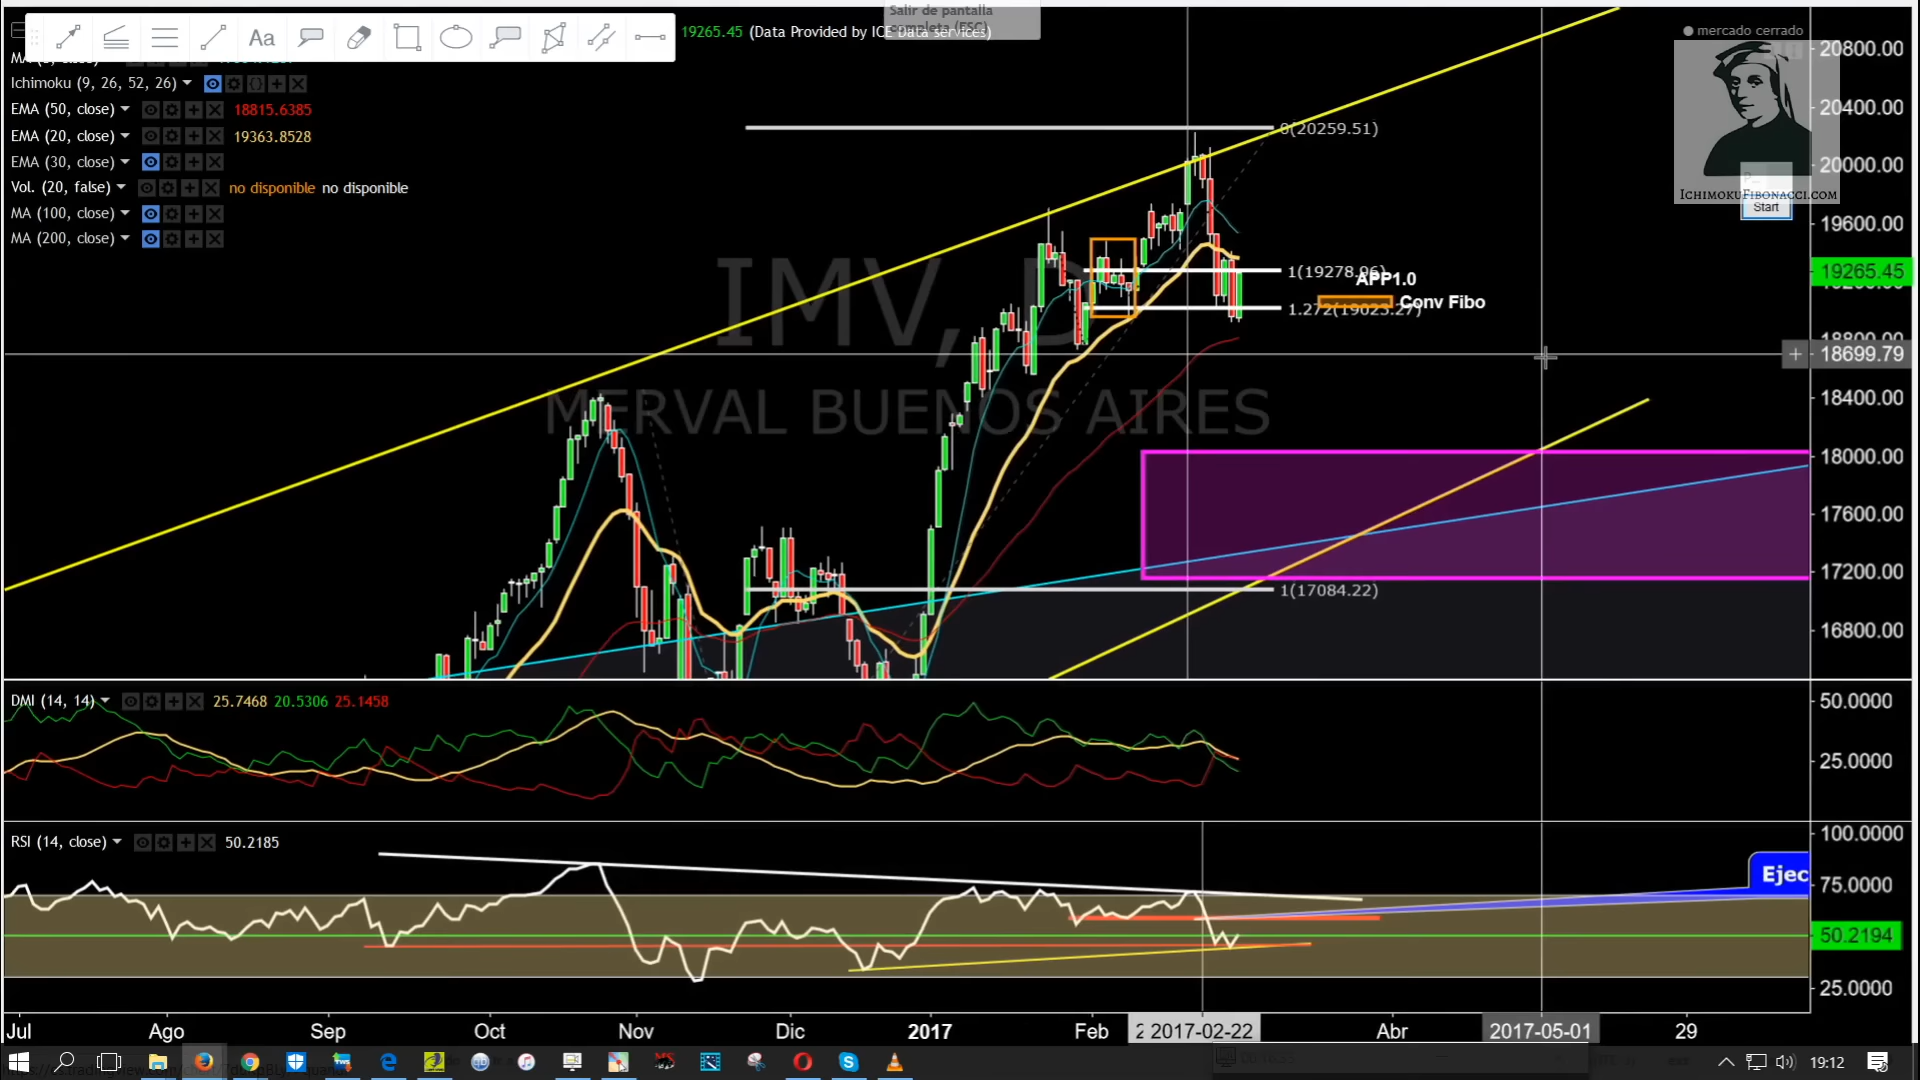 Salir de pantalla
completa (ESC)
19265.45 (Data Provided by ICE Data services)
mercado cerrado
Aa
Ichimoku (9, 26, 52, 26)
EMA (50, close) 18815.6385
EMA (20, close) 19363.8528
EMA (30, close)
Vol. (20, false) no disponible no disponible
MA (100, close)
MA (200, close)
IMV, D
MERVAL BUENOS AIRES
0(20259.51)
1(19278.96)
APP1.0
Conv Fibo
1.272(19023.27)
1(17084.22)
IchimokuFibonacci.com
Start
20800.00
20400.00
20000.00
19600.00
19265.45
18800.00
18699.79
18400.00
18000.00
17600.00
17200.00
16800.00
DMI (14, 14) 25.7468 20.5306 25.1458
50.0000
25.0000
RSI (14, close) 50.2185
100.0000
Ejec
75.0000
50.2194
25.0000
Jul Ago Sep Oct Nov Dic 2017 Feb 2 2017-02-22 Abr 2017-05-01 29
19:12